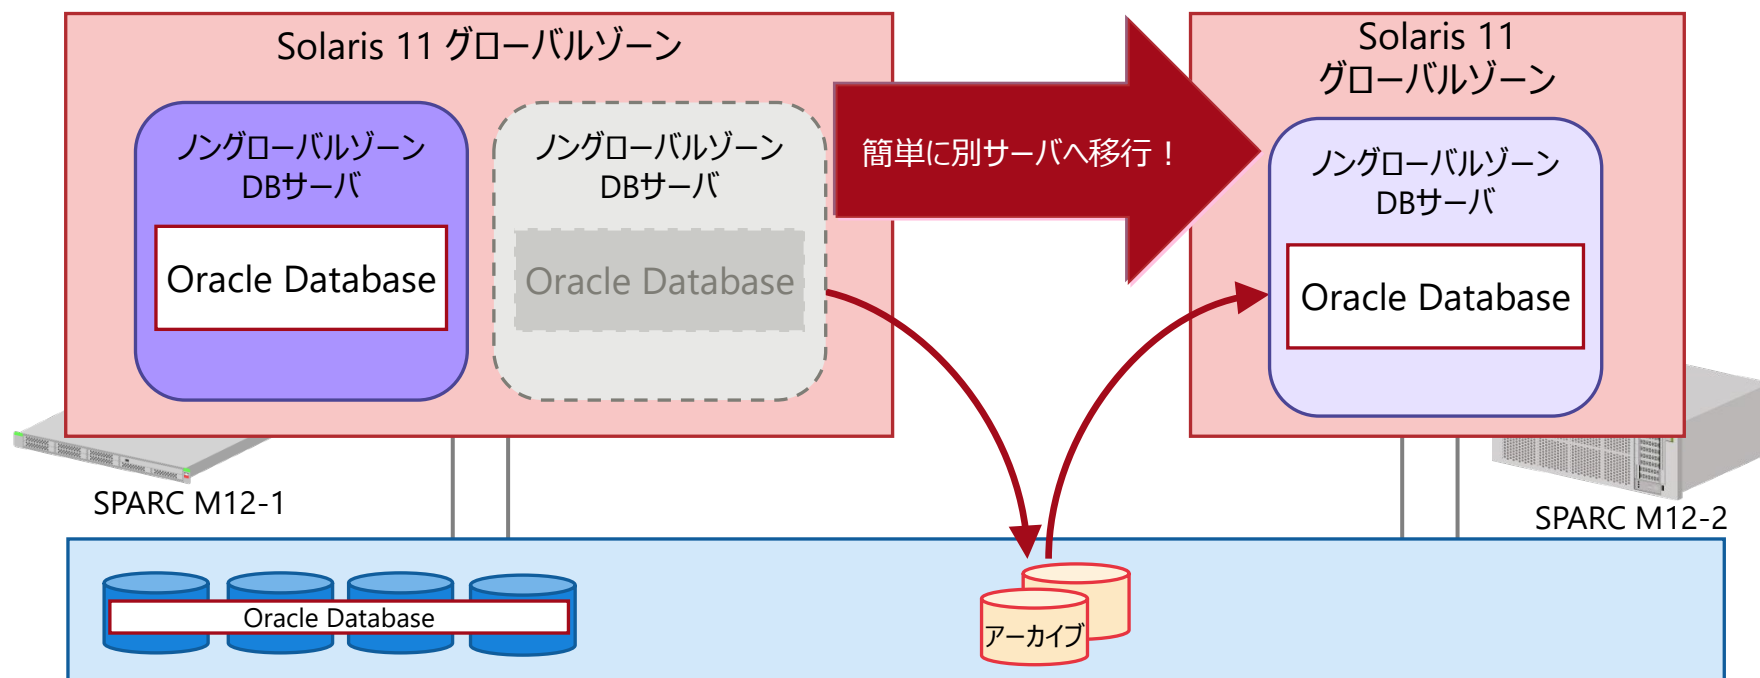 Solaris 11 グローバルゾーン
ノングローバルゾーン
DBサーバ
Oracle Database
ノングローバルゾーン
DBサーバ
Oracle Database
簡単に別サーバへ移行！
Solaris 11
グローバルゾーン
ノングローバルゾーン
DBサーバ
Oracle Database
SPARC M12-1
SPARC M12-2
Oracle Database
アーカイブ